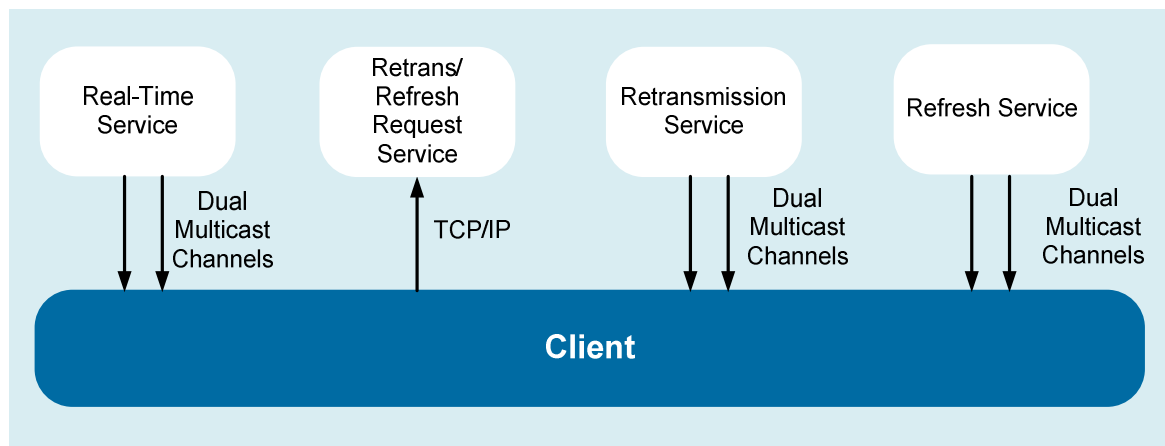 Real-Time
Service
Retrans/
Refresh
Request
Service
Retransmission
Service
Refresh Service
Dual
Multicast
Channels
TCP/IP
Dual
Multicast
Channels
Dual
Multicast
Channels
Client